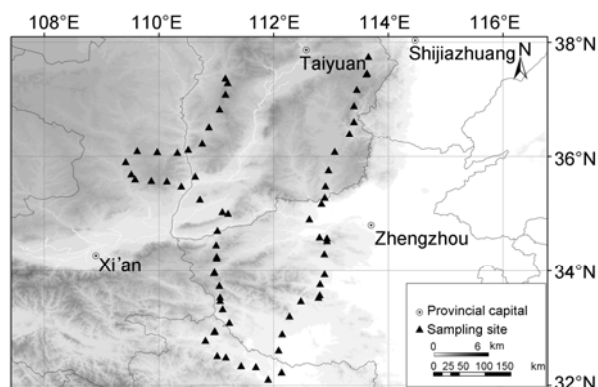 108°E 110°E 112°E 114°E 116°E
38°N
Shijiazhuang
N
Taiyuan
36°N
Zhengzhou
Xi'an
34°N
Provincial capital
Sampling site
km
0 6
km
0 25 50 100 150
32°N